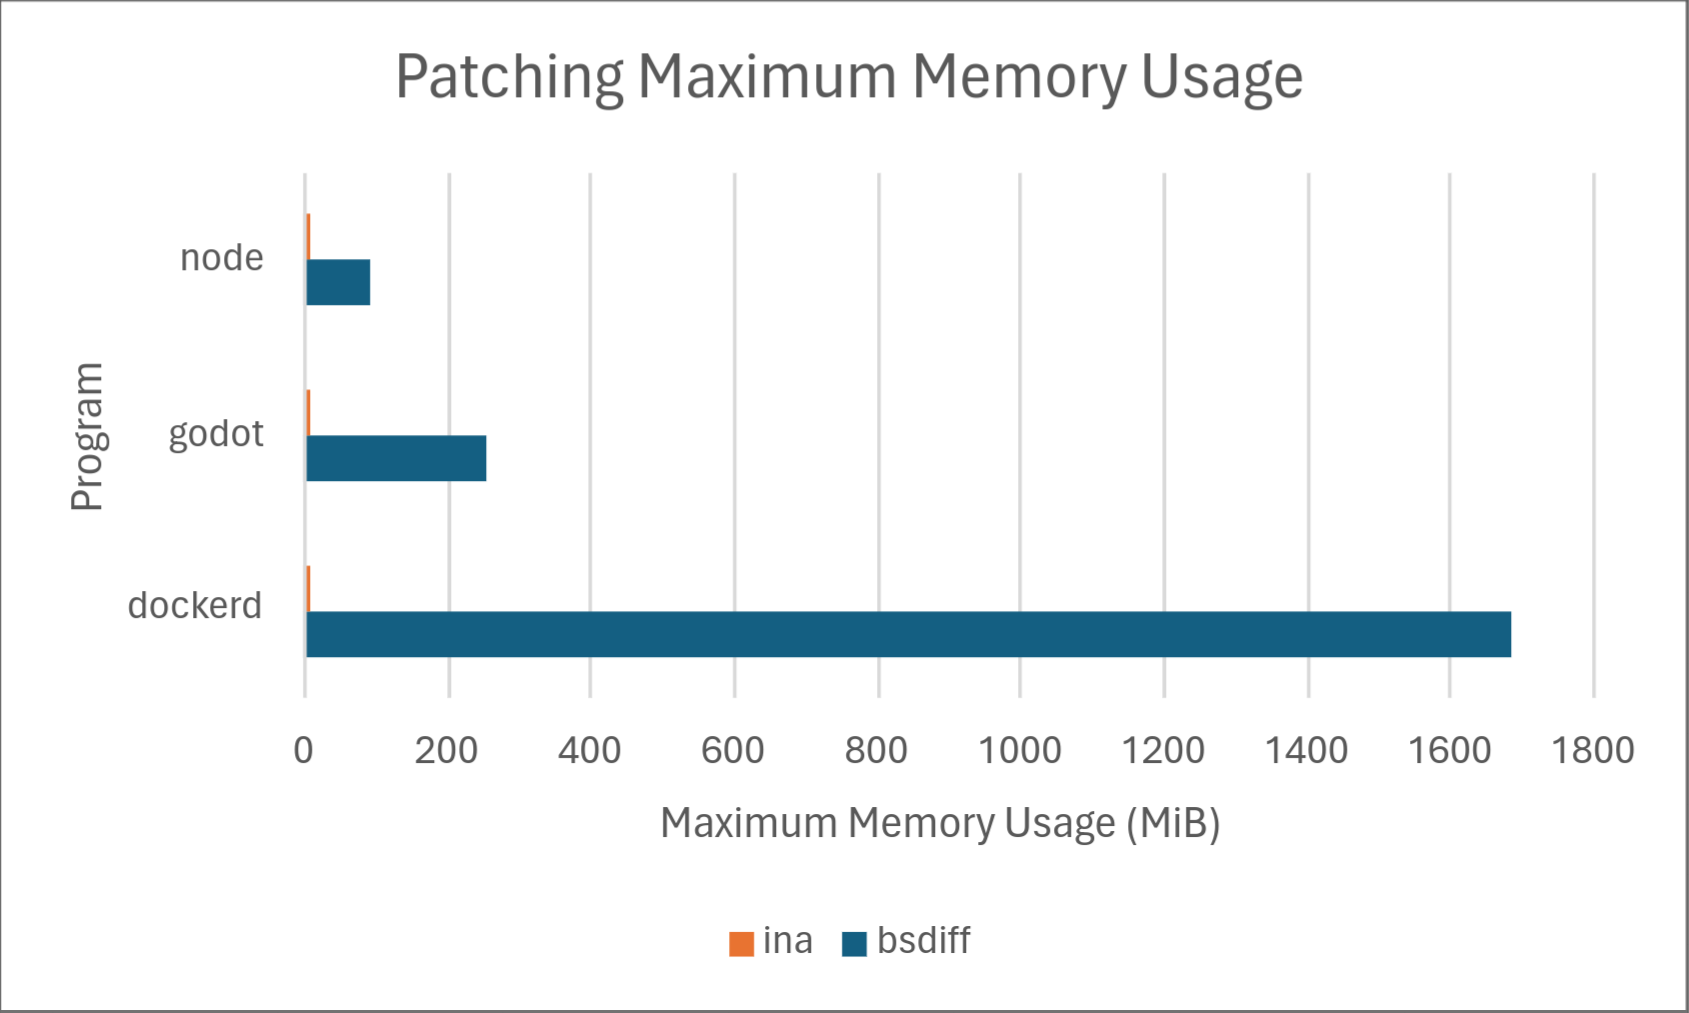 Patching Maximum Memory Usage
node
godot
dockerd
Program
0 200 400 600 800 1000 1200 1400 1600 1800
Maximum Memory Usage (MiB)
ina bsdiff